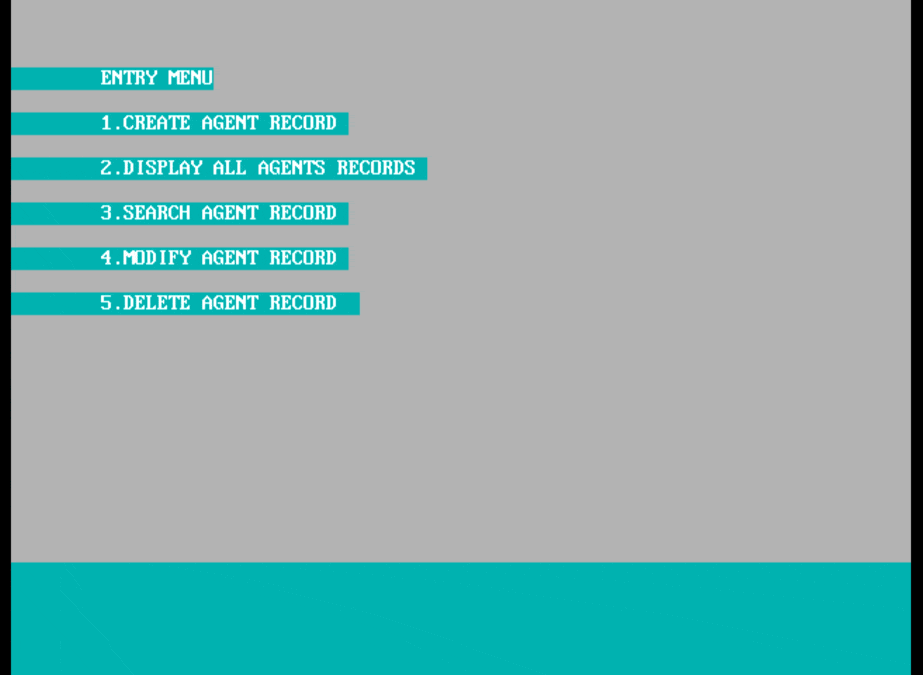 ENTRY MENU
1.CREATE AGENT RECORD
2.DISPLAY ALL AGENTS RECORDS
3.SEARCH AGENT RECORD
4.MODIFY AGENT RECORD
5.DELETE AGENT RECORD